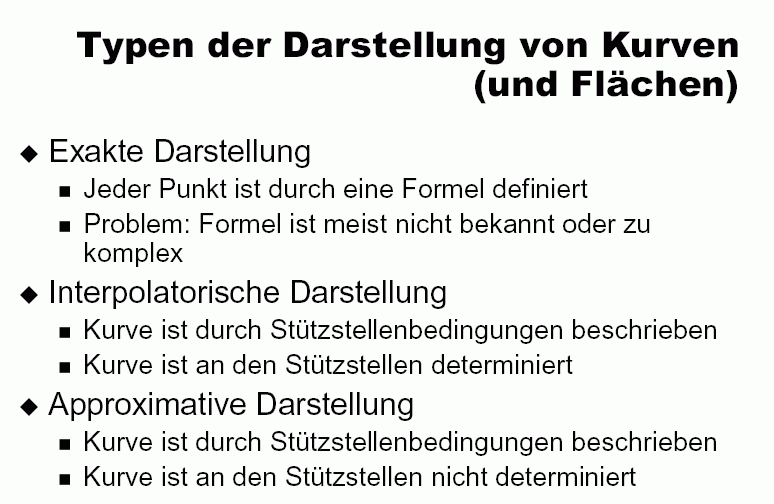 Typen der Darstellung von Kurven
(und Flächen)
◆ Exakte Darstellung
■ Jeder Punkt ist durch eine Formel definiert
■ Problem: Formel ist meist nicht bekannt oder zu
komplex
◆ Interpolatorische Darstellung
■ Kurve ist durch Stützstellenbedingungen beschrieben
■ Kurve ist an den Stützstellen determiniert
◆ Approximative Darstellung
■ Kurve ist durch Stützstellenbedingungen beschrieben
■ Kurve ist an den Stützstellen nicht determiniert